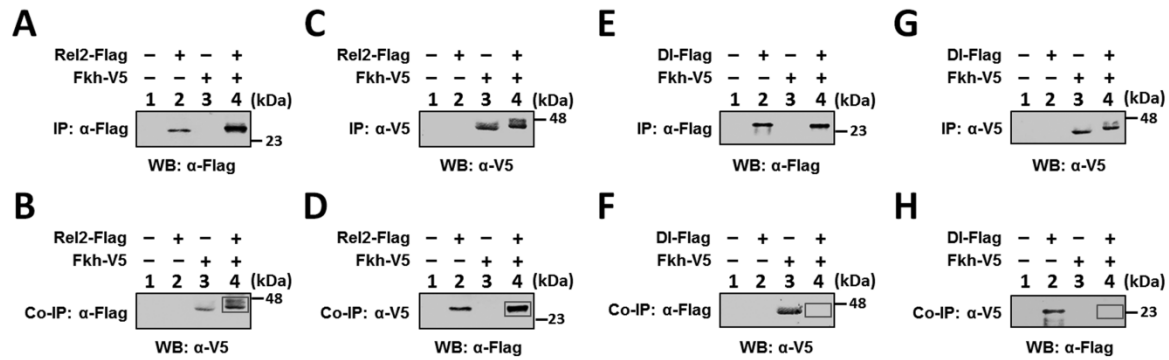 A
Rel2-Flag – + – +
Fkh-V5 – – + +
1 2 3 4 (kDa)
IP: α-Flag
23
WB: α-Flag
C
Rel2-Flag – + – +
Fkh-V5 – – + +
1 2 3 4 (kDa)
IP: α-V5
48
WB: α-V5
E
Dl-Flag – + – +
Fkh-V5 – – + +
1 2 3 4 (kDa)
IP: α-Flag
23
WB: α-Flag
G
Dl-Flag – + – +
Fkh-V5 – – + +
1 2 3 4 (kDa)
IP: α-V5
48
WB: α-V5
B
Rel2-Flag – + – +
Fkh-V5 – – + +
1 2 3 4 (kDa)
Co-IP: α-Flag
48
WB: α-V5
D
Rel2-Flag – + – +
Fkh-V5 – – + +
1 2 3 4 (kDa)
Co-IP: α-V5
23
WB: α-Flag
F
Dl-Flag – + – +
Fkh-V5 – – + +
1 2 3 4 (kDa)
Co-IP: α-Flag
48
WB: α-V5
H
Dl-Flag – + – +
Fkh-V5 – – + +
1 2 3 4 (kDa)
Co-IP: α-V5
23
WB: α-Flag